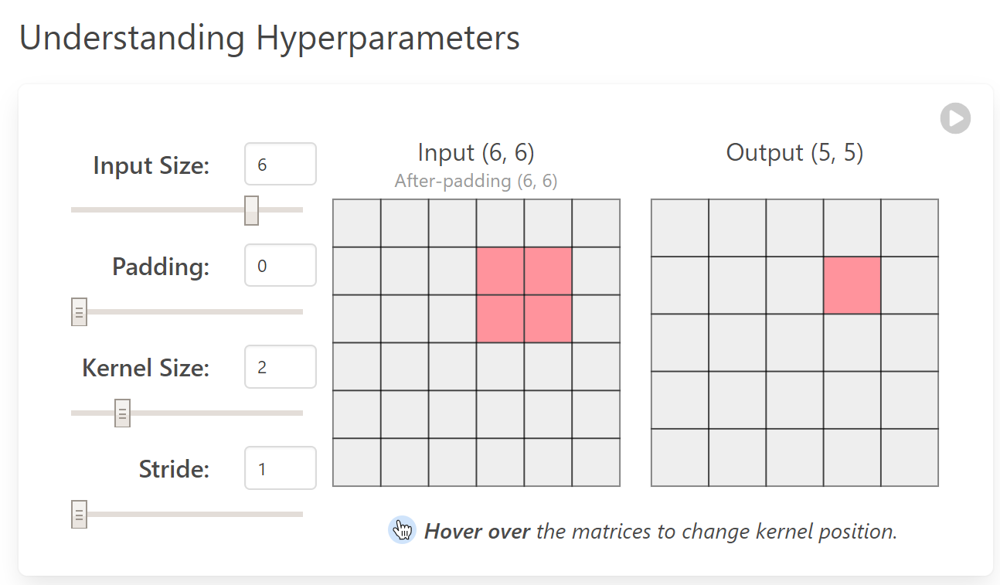 Understanding Hyperparameters
Input Size:
6
Padding:
0
Kernel Size:
2
Stride:
1
Input (6, 6)
After-padding (6, 6)
Output (5, 5)
Hover over the matrices to change kernel position.